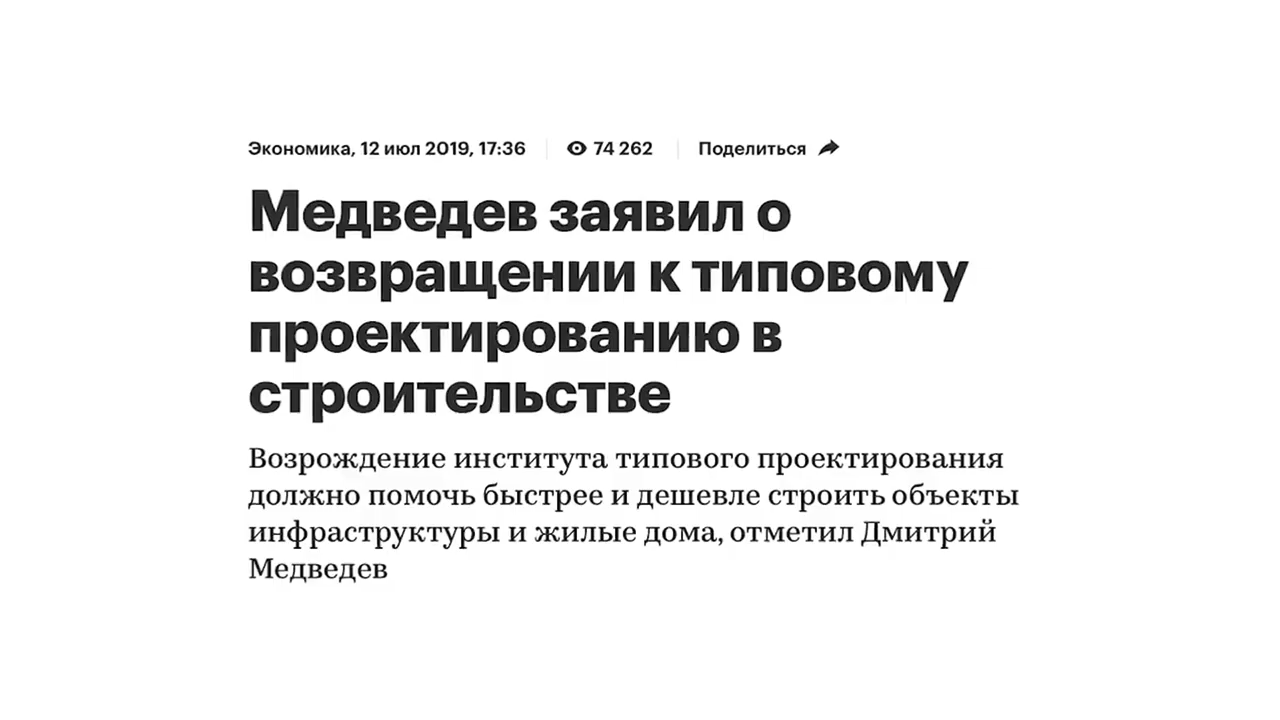 Экономика, 12 июл 2019, 17:36 74 262 Поделиться
Медведев заявил о
возвращении к типовому
проектированию в
строительстве
Возрождение института типового проектирования
должно помочь быстрее и дешевле строить объекты
инфраструктуры и жилые дома, отметил Дмитрий
Медведев